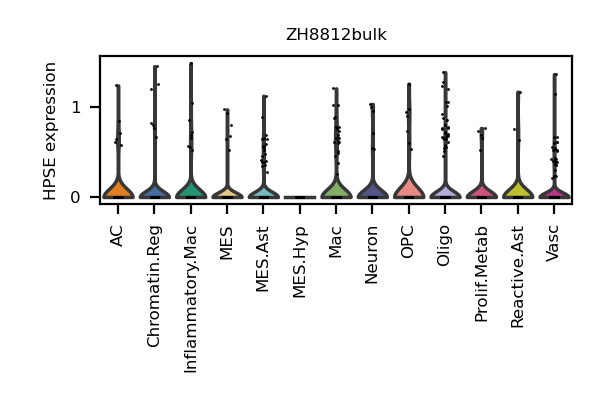 ZH8812bulk
HPSE expression
1
0
AC
Chromatin.Reg
Inflammatory.Mac
MES
MES.Ast
MES.Hyp
Mac
Neuron
OPC
Oligo
Prolif.Metab
Reactive.Ast
Vasc